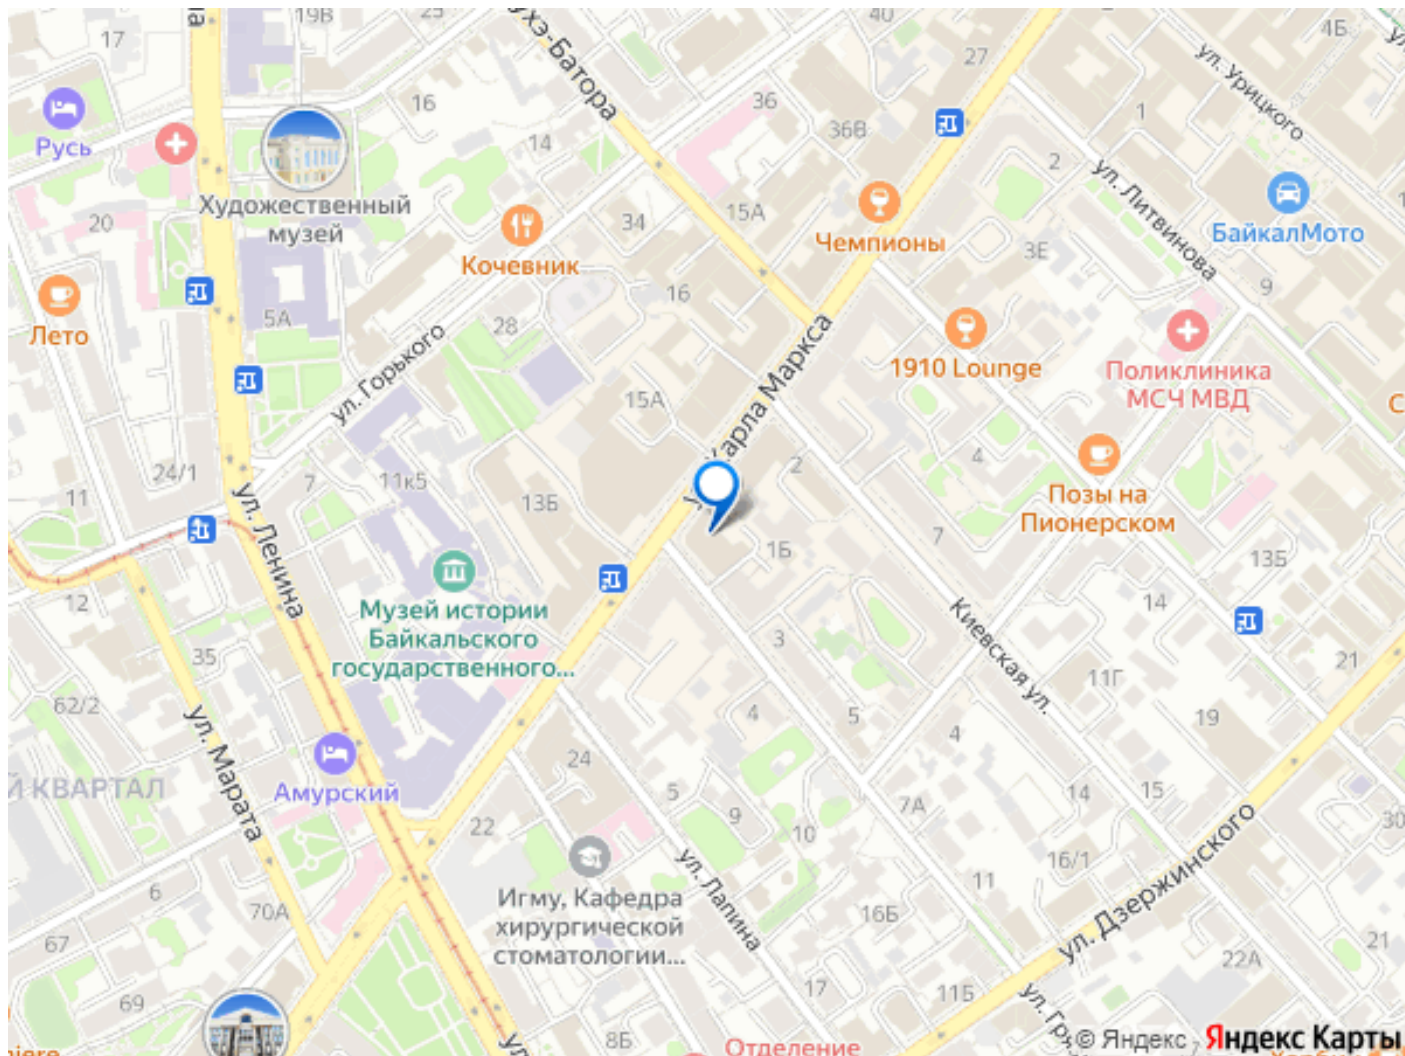 19В
25
40
4Б
17
27
ул. Урицкого
16
36
1
Русь
14
36В
2
ул. Литвинова
Художественный
музей
20
34
15А
Чемпионы
3Е
БайкалМото
Кочевник
9
16
Лето
5А
28
ул. Горького
Карла Маркса
1910 Lounge
Поликлиника
МСЧ МВД
15А
24/1
7
11к5
2
4
11
13Б
Позы на
Пионерском
ул. Ленина
1Б
7
13Б
12
Музей истории
Байкальского
государственного...
3
14
Киевская ул.
35
21
11Г
62/2
4
5
19
ул. Марата
4
24
Й КВАРТАЛ
Амурский
5
7А
14
15
22
9
10
30
16/1
ул. Дзержинского
6
ул. Лапина
11
70А
Игму, Кафедра
хирургической
стоматологии...
16Б
67
21
22А
69
17
11Б
8Б
Отделение
© Яндекс
Яндекс Карты